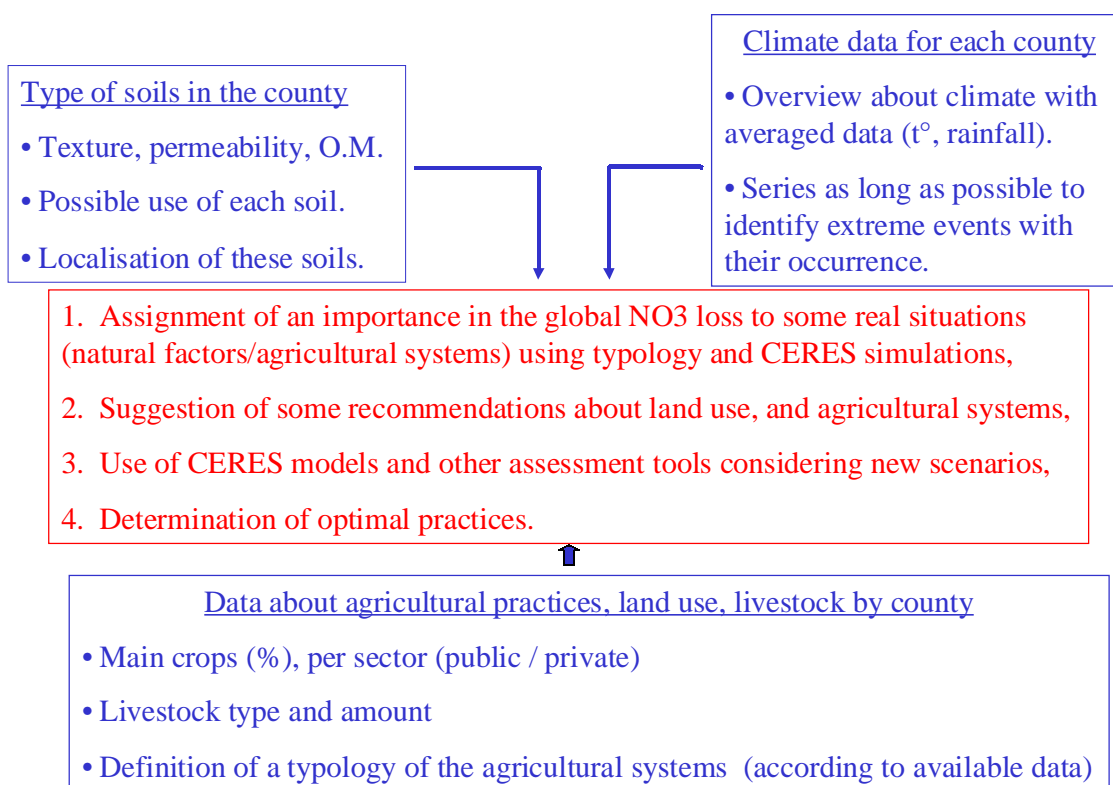 Type of soils in the county
• Texture, permeability, O.M.
• Possible use of each soil.
• Localisation of these soils.
Climate data for each county
• Overview about climate with
averaged data (t°, rainfall).
• Series as long as possible to
identify extreme events with
their occurrence.
1. Assignment of an importance in the global NO3 loss to some real situations
(natural factors/agricultural systems) using typology and CERES simulations,
2. Suggestion of some recommendations about land use, and agricultural systems,
3. Use of CERES models and other assessment tools considering new scenarios,
4. Determination of optimal practices.
Data about agricultural practices, land use, livestock by county
• Main crops (%), per sector (public / private)
• Livestock type and amount
• Definition of a typology of the agricultural systems (according to available data)